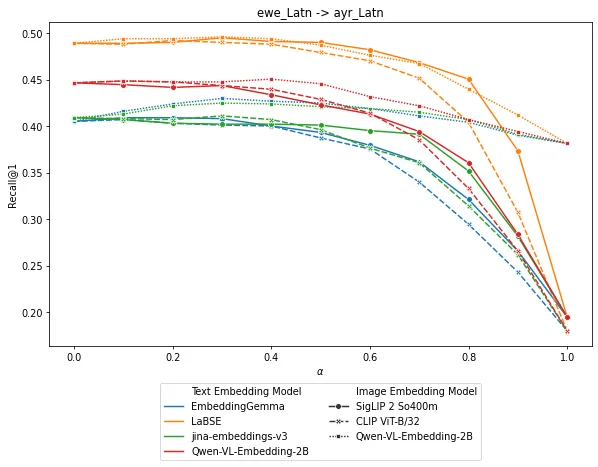 ewe_Latn -> ayr_Latn
Recall@1
0.50
0.45
0.40
0.35
0.30
0.25
0.20
0.0 0.2 0.4 0.6 0.8 1.0
α
Text Embedding Model Image Embedding Model
EmbeddingGemma SigLIP 2 So400m
LaBSE CLIP ViT-B/32
jina-embeddings-v3 Qwen-VL-Embedding-2B
Qwen-VL-Embedding-2B